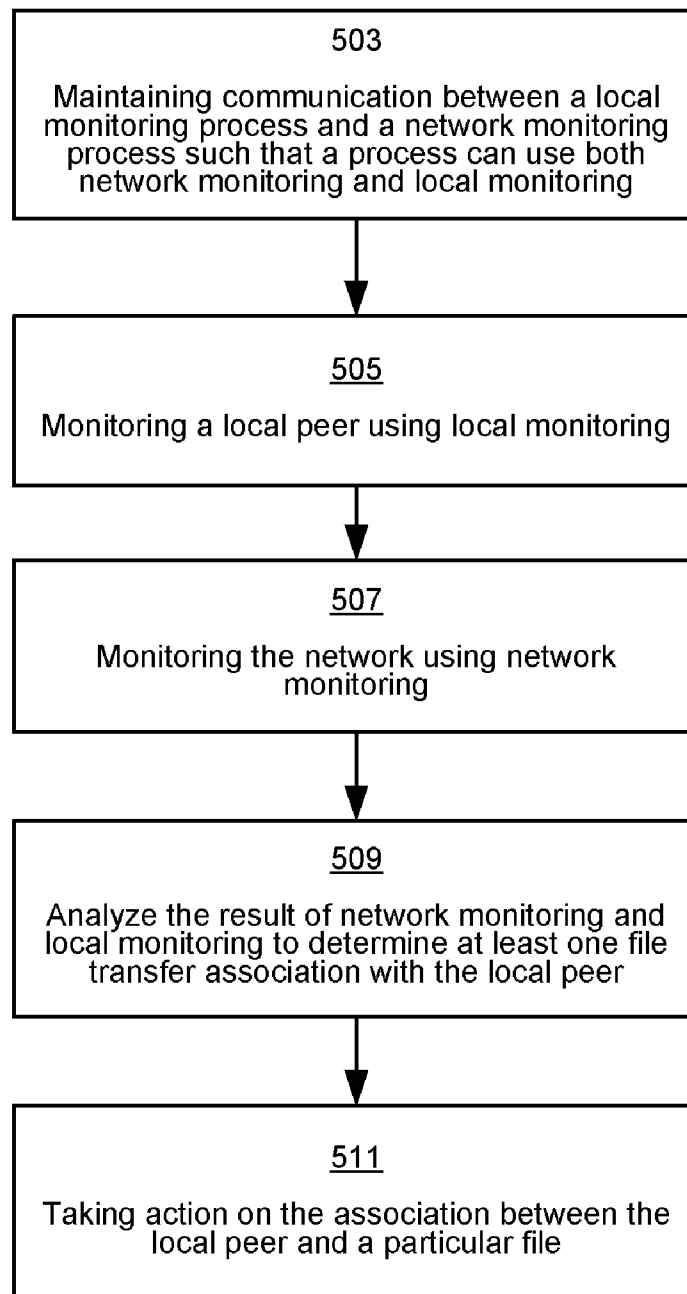 503
Maintaining communication between a local
monitoring process and a network monitoring
process such that a process can use both
network monitoring and local monitoring
505
Monitoring a local peer using local monitoring
507
Monitoring the network using network
monitoring
509
Analyze the result of network monitoring and
local monitoring to determine at least one file
transfer association with the local peer
511
Taking action on the association between the
local peer and a particular file